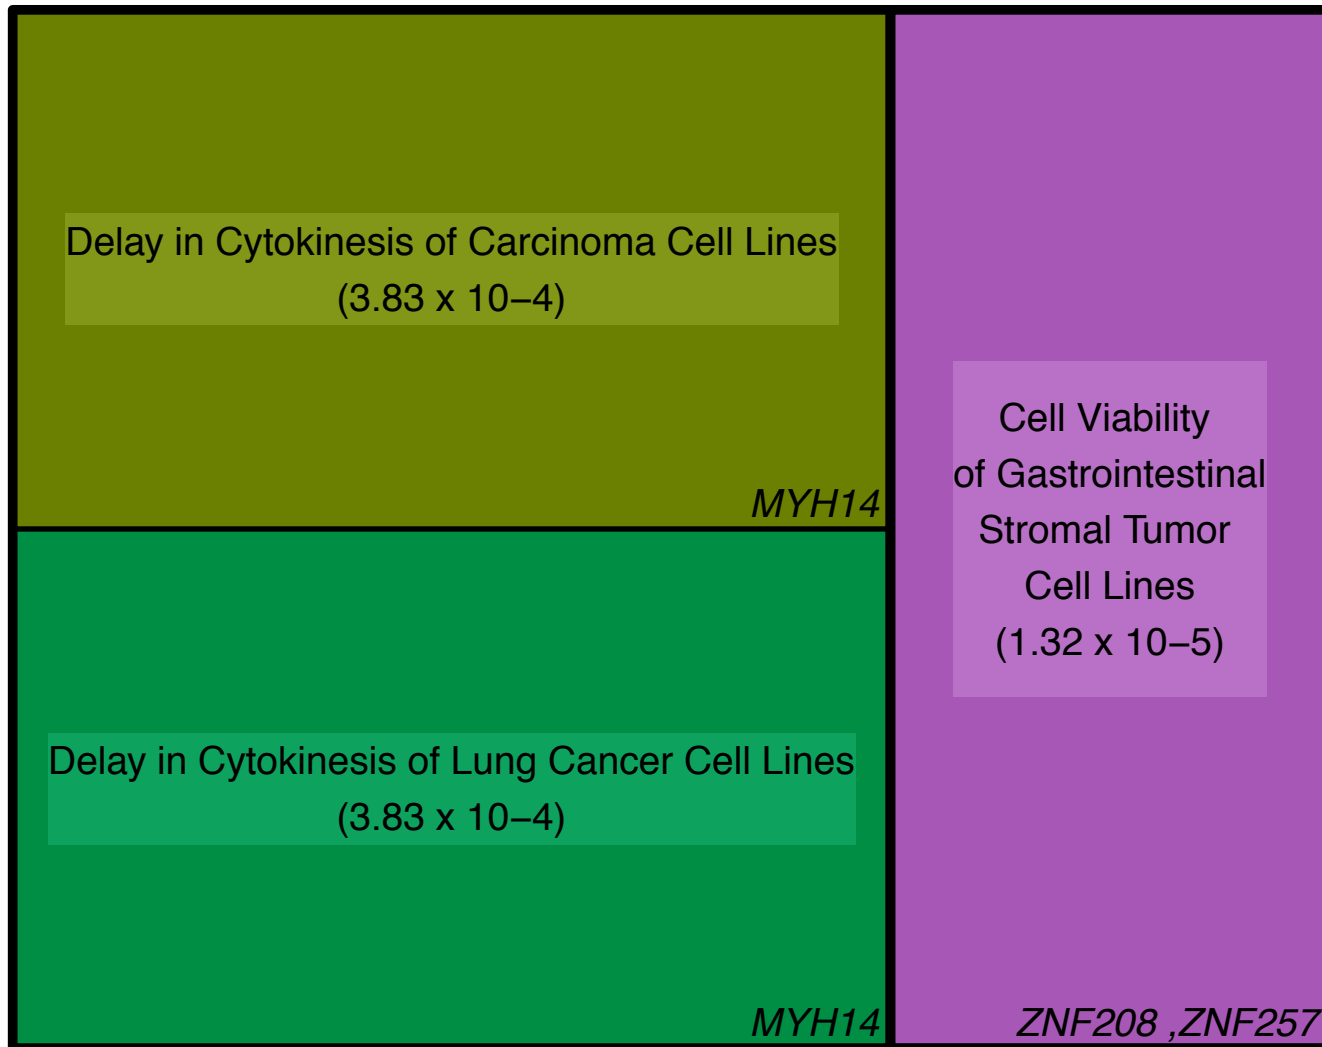 Delay in Cytokinesis of Carcinoma Cell Lines
(3.83 x 10−4)
MYH14
Delay in Cytokinesis of Lung Cancer Cell Lines
(3.83 x 10−4)
MYH14
Cell Viability
of Gastrointestinal
Stromal Tumor
Cell Lines
(1.32 x 10−5)
ZNF208 ,ZNF257